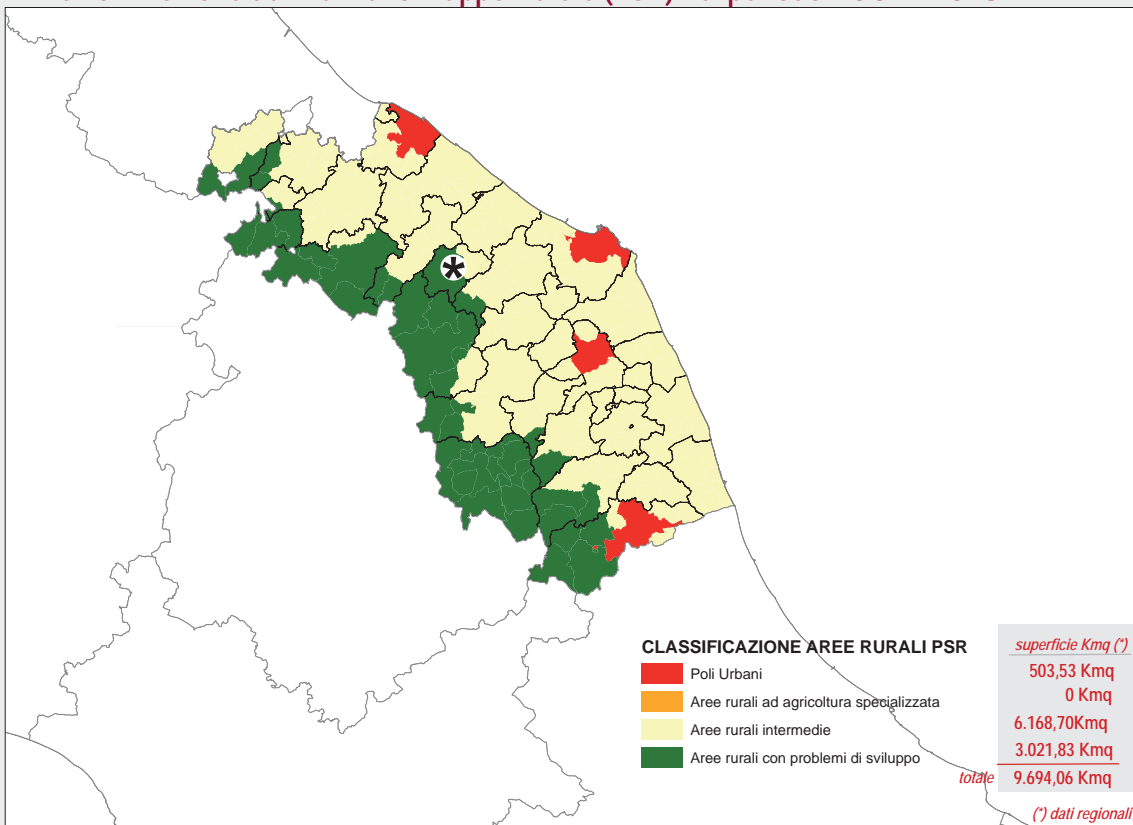 CLASSIFICAZIONE AREE RURALI PSR
superficie Kmq (*)
Poli Urbani
503,53 Kmq
Aree rurali ad agricoltura specializzata
0 Kmq
Aree rurali intermedie
6.168,70Kmq
Aree rurali con problemi di sviluppo
3.021,83 Kmq
totale 9.694,06 Kmq
(*) dati regionali